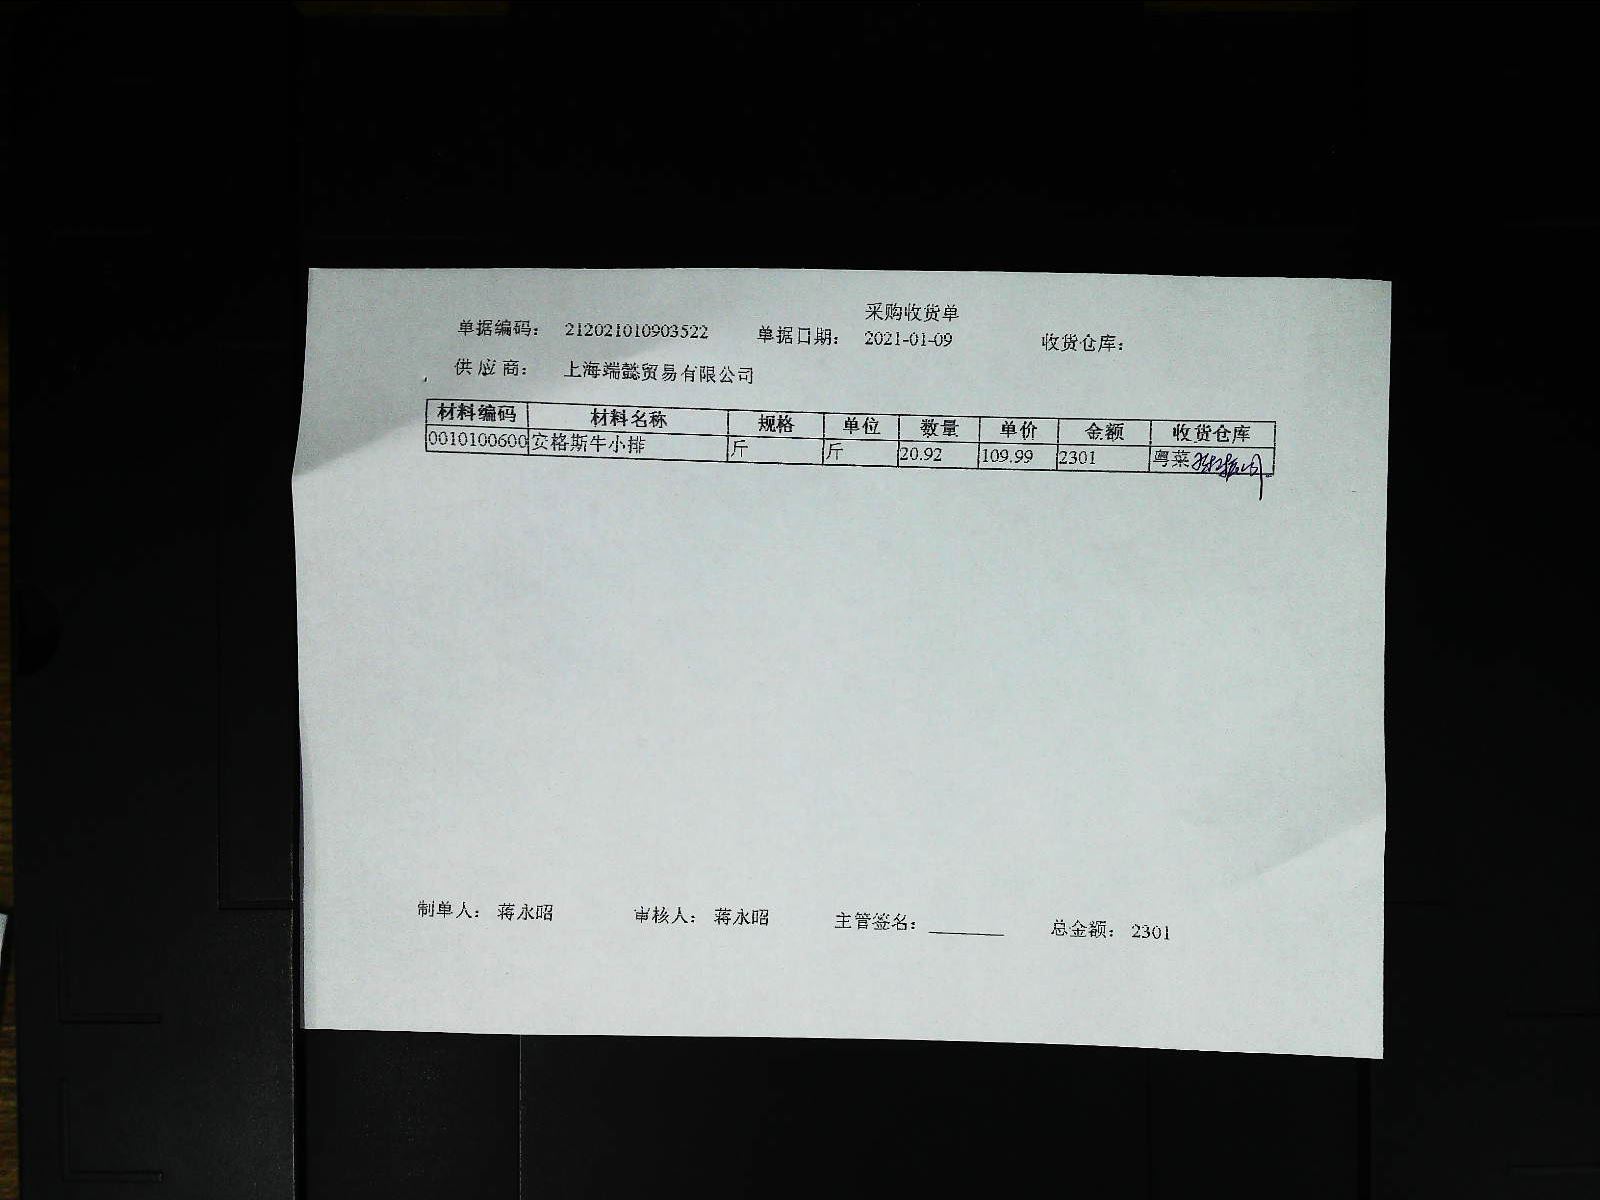 采购收货单
单据编码： 212021010903522 单据日期： 2021-01-09 收货仓库：
供应商： 上海端懿贸易有限公司
材料编码 材料名称 规格 单位 数量 单价 金额 收货仓库
0010100600 安格斯牛小排 斤 斤 20.92 109.99 2301 粤菜
制单人： 蒋永昭 审核人： 蒋永昭 主管签名： 总金额： 2301